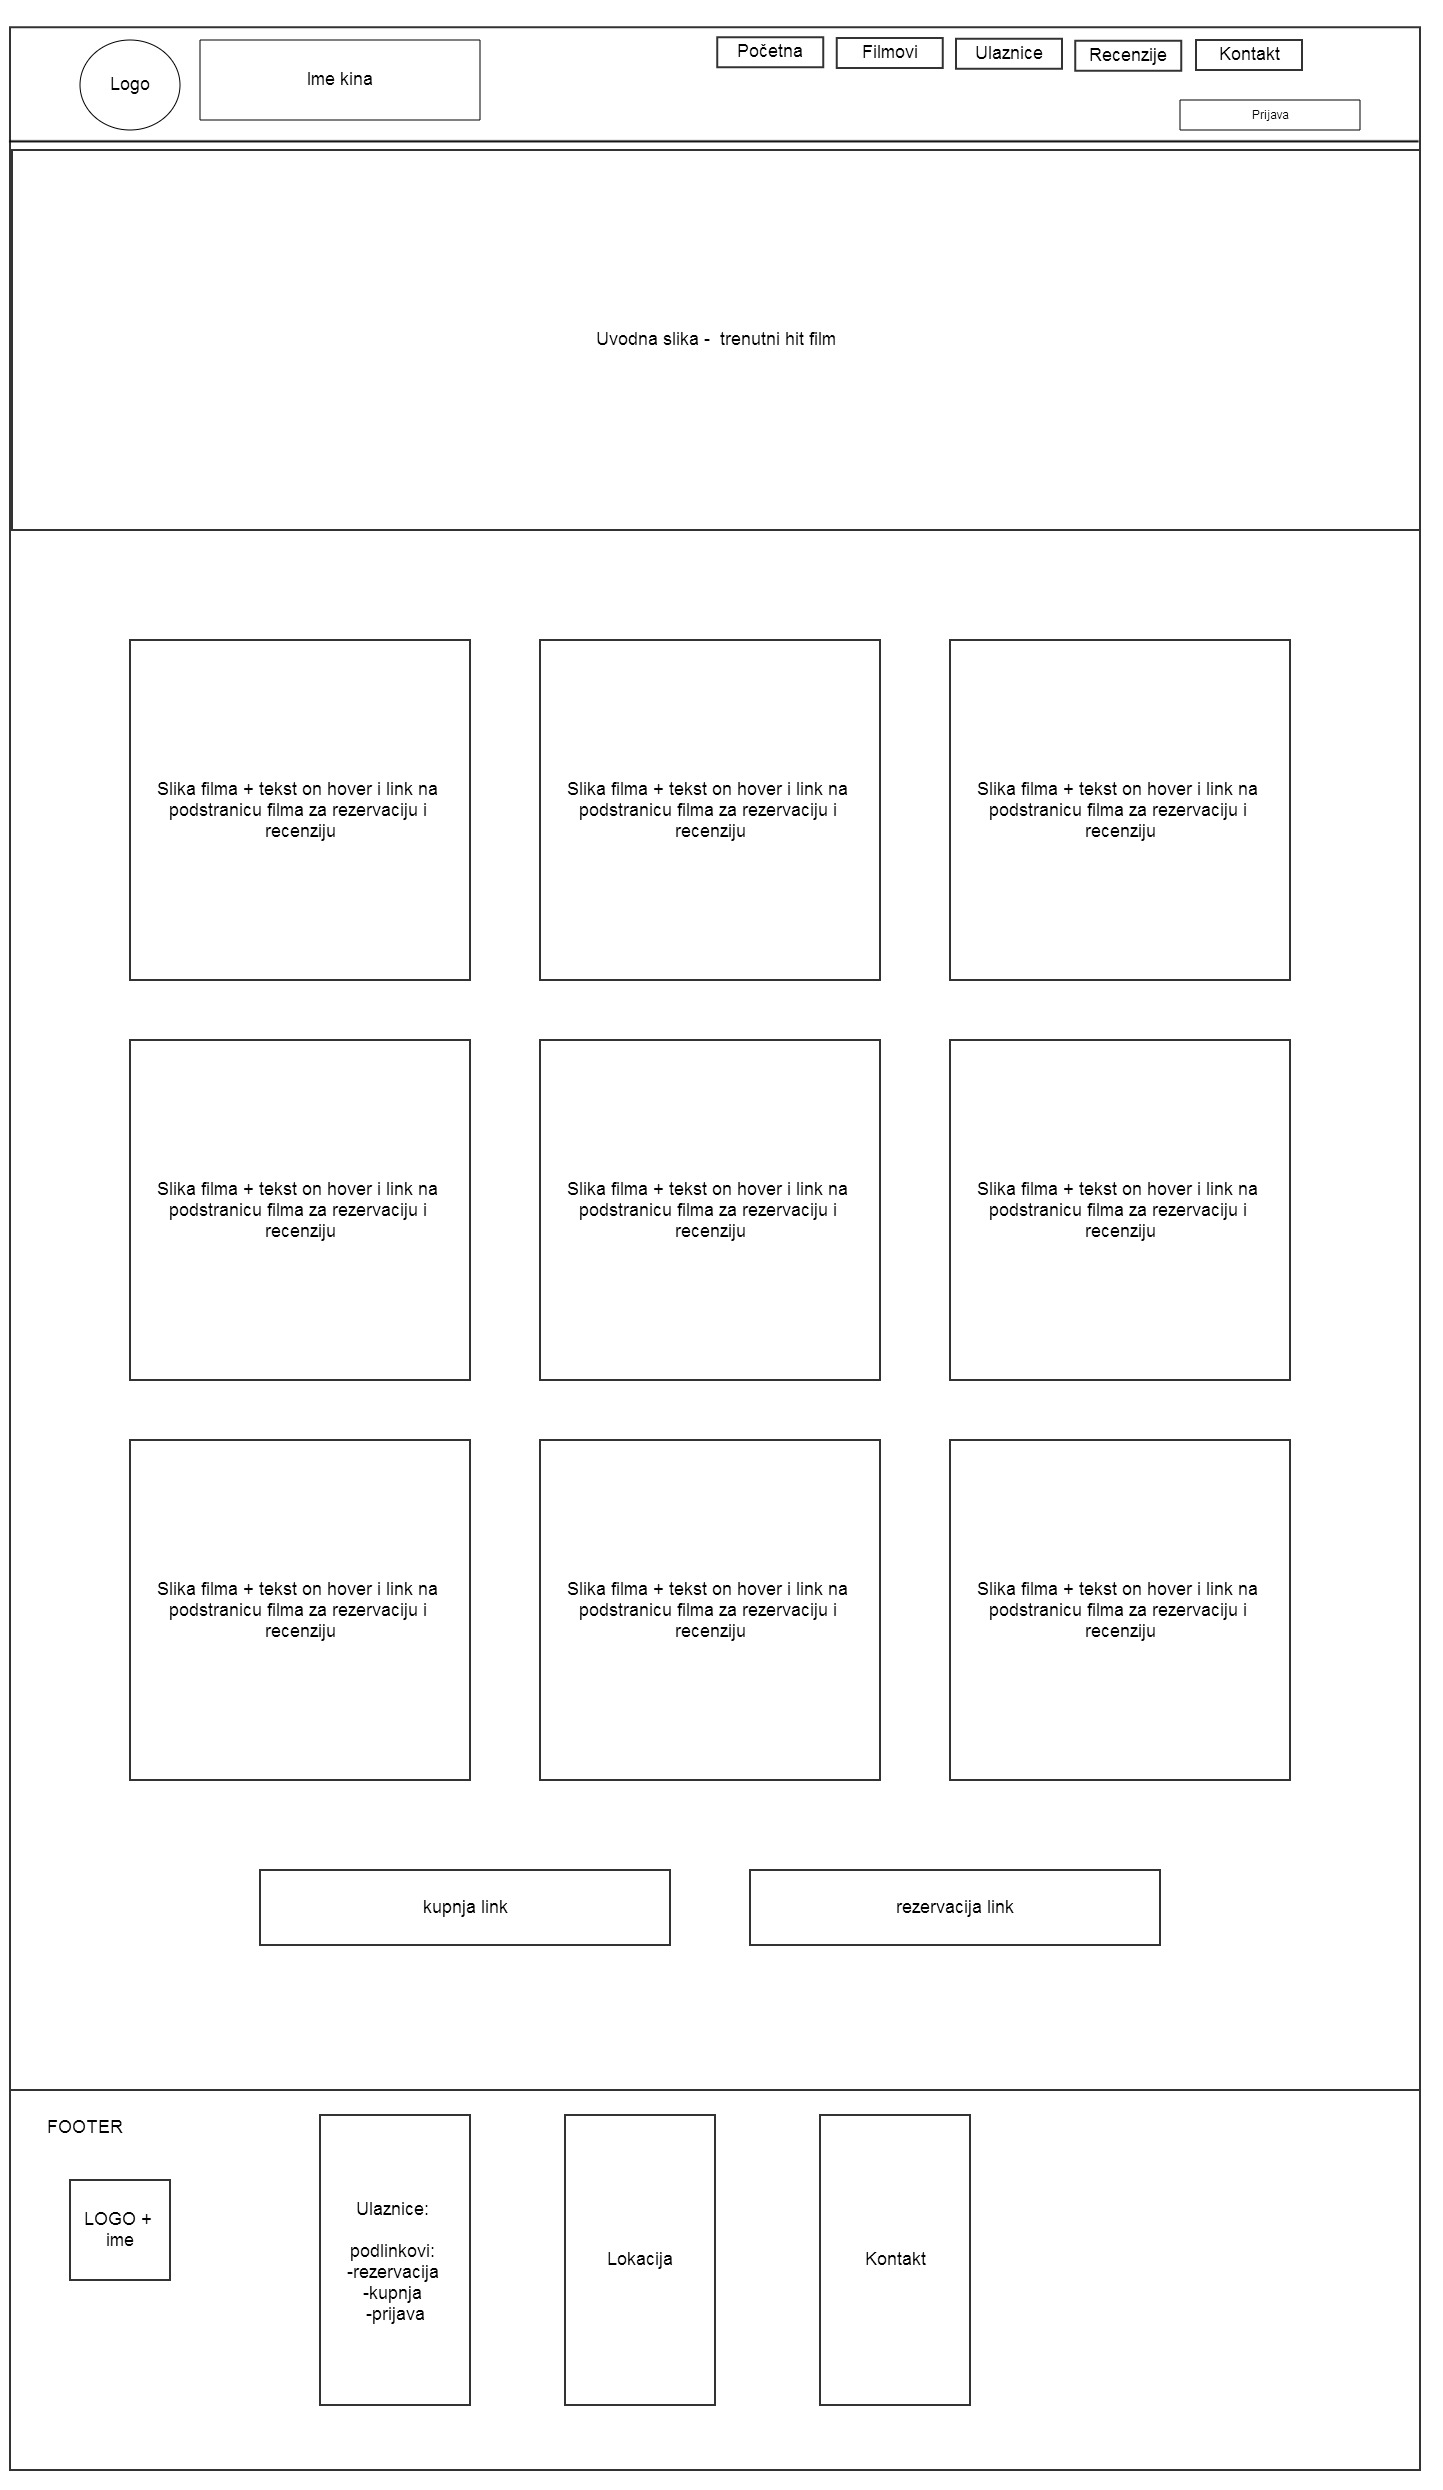 Logo
Ime kina
Početna
Filmovi
Ulaznice
Recenzije
Kontakt
Prijava
Uvodna slika -  trenutni hit film
Slika filma + tekst on hover i link na
podstranicu filma za rezervaciju i
recenziju
Slika filma + tekst on hover i link na
podstranicu filma za rezervaciju i
recenziju
Slika filma + tekst on hover i link na
podstranicu filma za rezervaciju i
recenziju
Slika filma + tekst on hover i link na
podstranicu filma za rezervaciju i
recenziju
Slika filma + tekst on hover i link na
podstranicu filma za rezervaciju i
recenziju
Slika filma + tekst on hover i link na
podstranicu filma za rezervaciju i
recenziju
Slika filma + tekst on hover i link na
podstranicu filma za rezervaciju i
recenziju
Slika filma + tekst on hover i link na
podstranicu filma za rezervaciju i
recenziju
Slika filma + tekst on hover i link na
podstranicu filma za rezervaciju i
recenziju
kupnja link
rezervacija link
FOOTER
LOGO +
ime
Ulaznice:
podlinkovi:
-rezervacija
-kupnja
-prijava
Lokacija
Kontakt